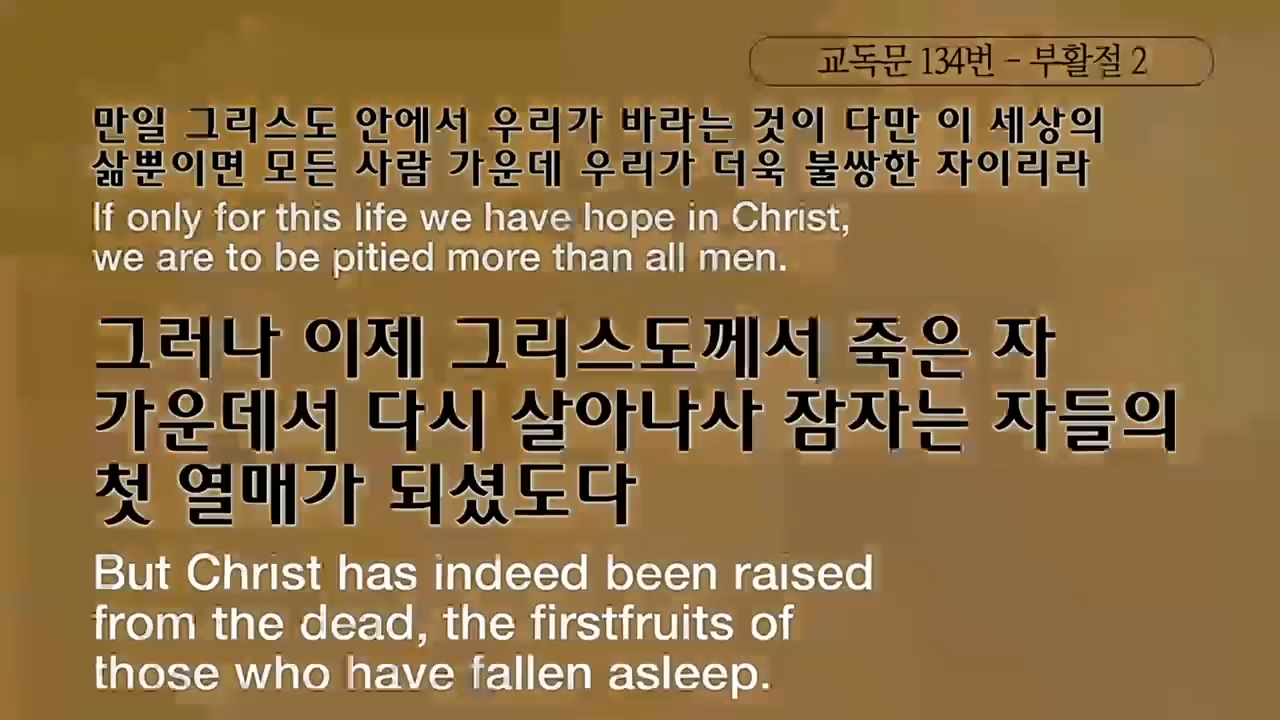 교독문 134번 - 부활절 2
만일 그리스도 안에서 우리가 바라는 것이 다만 이 세상의
삶뿐이면 모든 사람 가운데 우리가 더욱 불쌍한 자이리라
If only for this life we have hope in Christ,
we are to be pitied more than all men.
그러나 이제 그리스도께서 죽은 자
가운데서 다시 살아나사 잠자는 자들의
첫 열매가 되셨도다
But Christ has indeed been raised
from the dead, the firstfruits of
those who have fallen asleep.